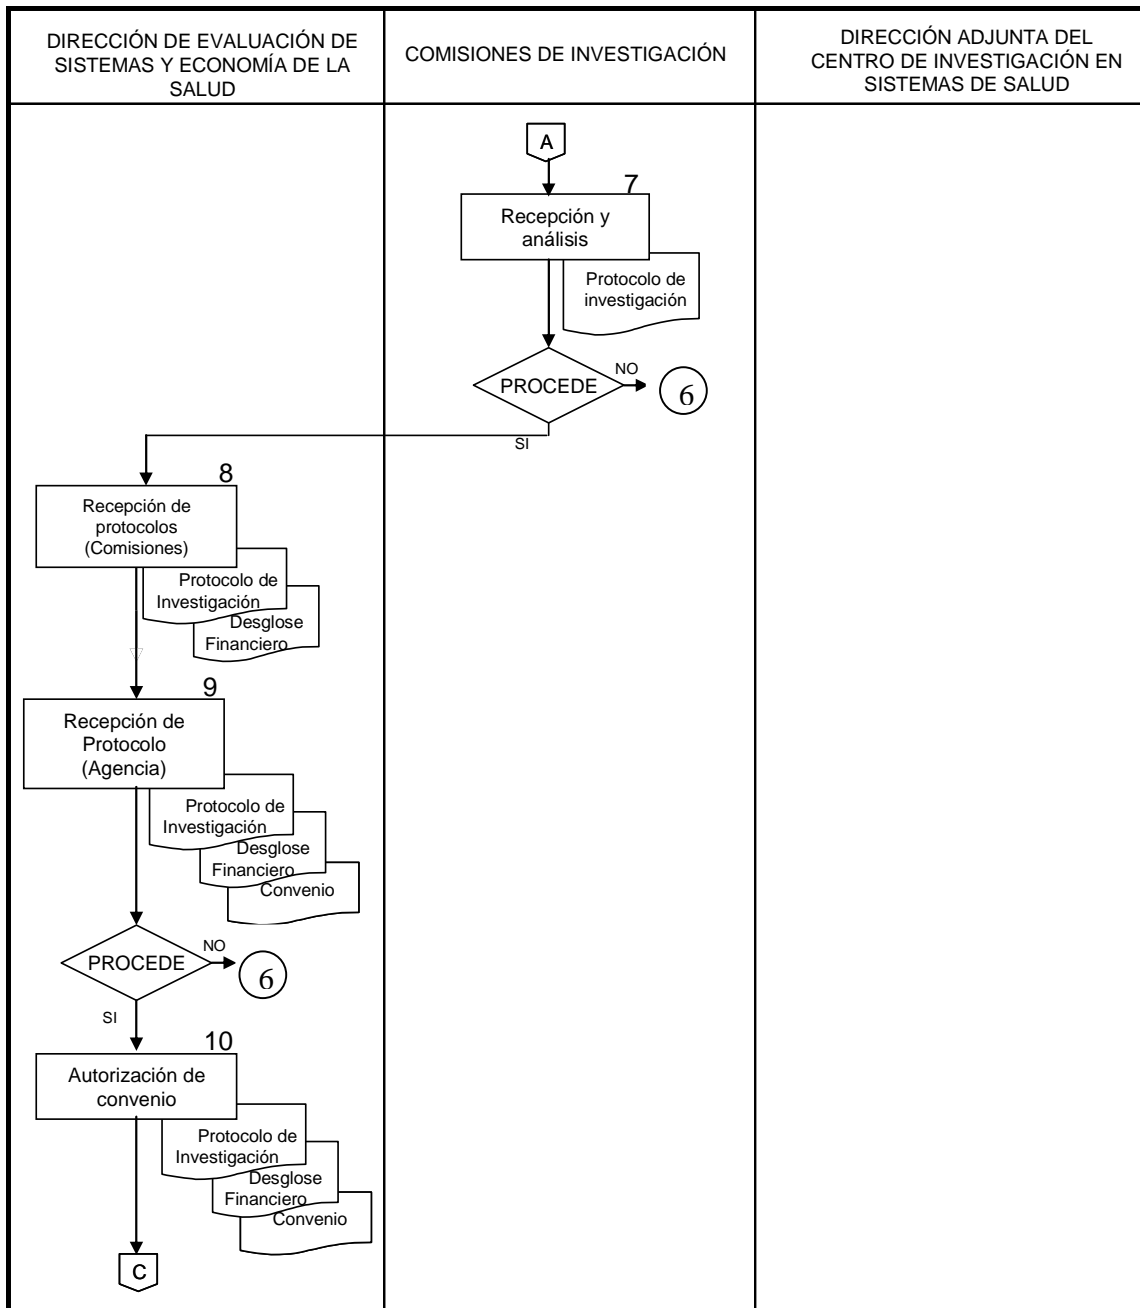 DIRECCIÓN DE EVALUACIÓN DE
SISTEMAS Y ECONOMÍA DE LA
SALUD
COMISIONES DE INVESTIGACIÓN
DIRECCIÓN ADJUNTA DEL
CENTRO DE INVESTIGACIÓN EN
SISTEMAS DE SALUD
A
7
Recepción y
análisis
Protocolo de
investigación
PROCEDE
NO
6
SI
8
Recepción de
protocolos
(Comisiones)
Protocolo de
Investigación
Desglose
Financiero
9
Recepción de
Protocolo
(Agencia)
Protocolo de
Investigación
Desglose
Financiero
Convenio
PROCEDE
NO
6
SI
10
Autorización de
convenio
Protocolo de
Investigación
Desglose
Financiero
Convenio
C